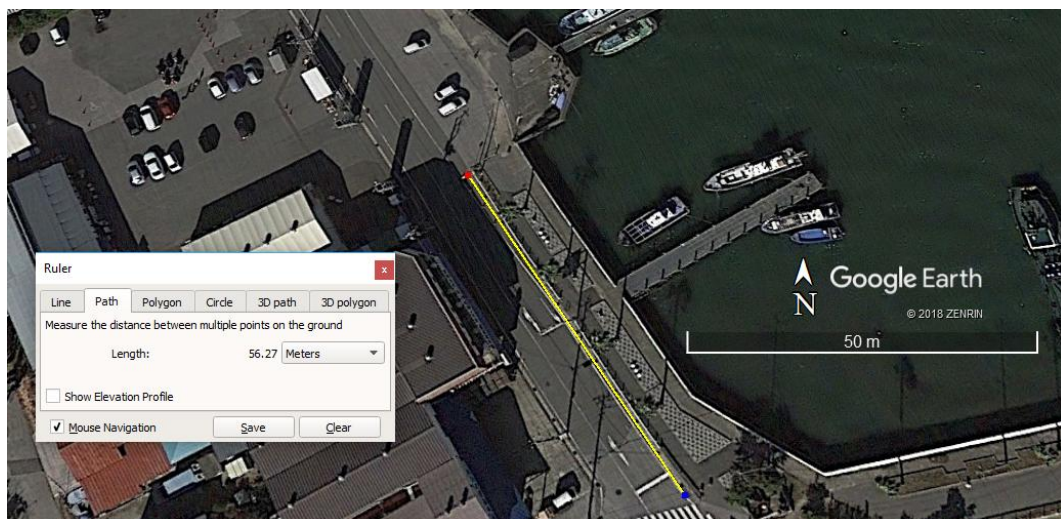 Ruler
x
Line Path Polygon Circle 3D path 3D polygon
Measure the distance between multiple points on the ground
Length: 56.27 Meters
Show Elevation Profile
Mouse Navigation Save Clear
N
Google Earth
© 2018 ZENRIN
50 m